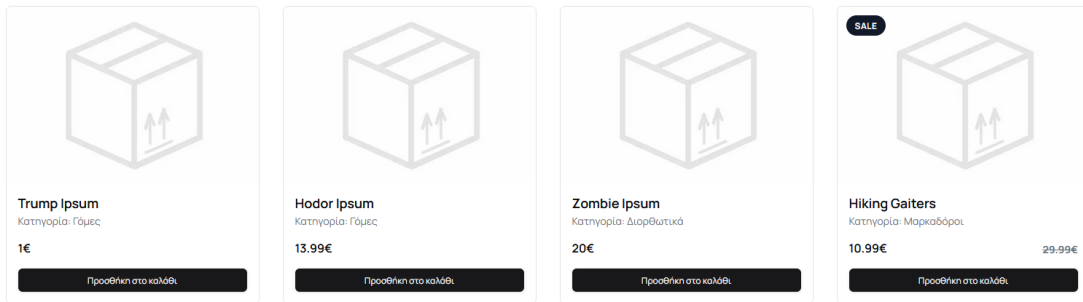 SALE
Trump Ipsum
Κατηγορία: Γόμες
1€
Προσθήκη στο καλάθι
Hodor Ipsum
Κατηγορία: Γόμες
13.99€
Προσθήκη στο καλάθι
Zombie Ipsum
Κατηγορία: Διορθωτικά
20€
Προσθήκη στο καλάθι
Hiking Gaiters
Κατηγορία: Μαρκαδόροι
10.99€ 29.99€
Προσθήκη στο καλάθι